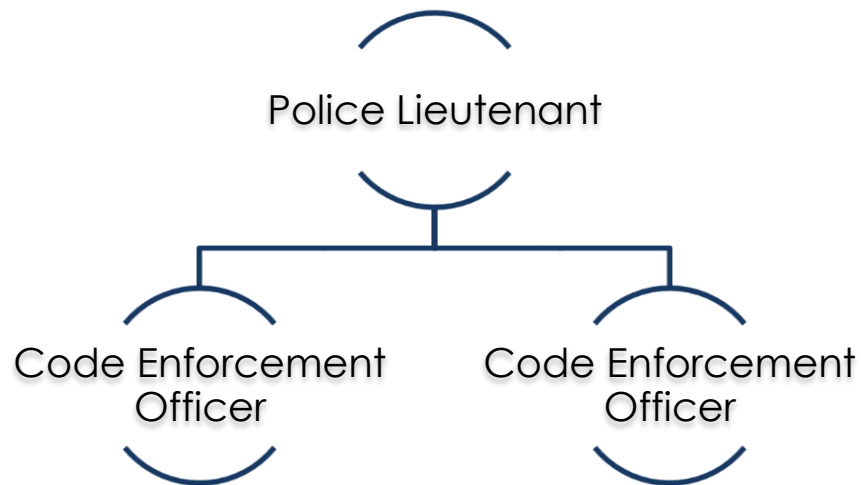 Police Lieutenant
Code Enforcement
Officer
Code Enforcement
Officer